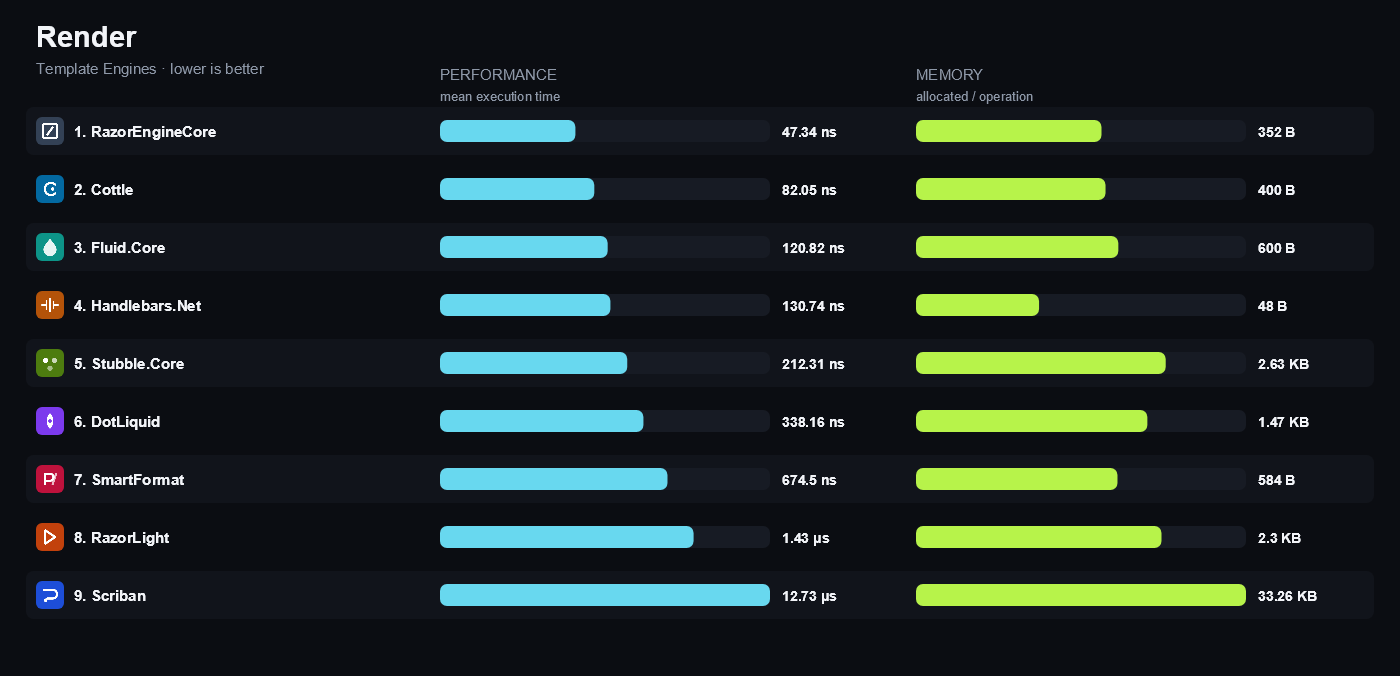 Render
Template Engines · lower is better
PERFORMANCE
mean execution time
MEMORY
allocated / operation
1. RazorEngineCore 47.34 ns 352 B
2. Cottle 82.05 ns 400 B
3. Fluid.Core 120.82 ns 600 B
4. Handlebars.Net 130.74 ns 48 B
5. Stubble.Core 212.31 ns 2.63 KB
6. DotLiquid 338.16 ns 1.47 KB
7. SmartFormat 674.5 ns 584 B
8. RazorLight 1.43 µs 2.3 KB
9. Scriban 12.73 µs 33.26 KB